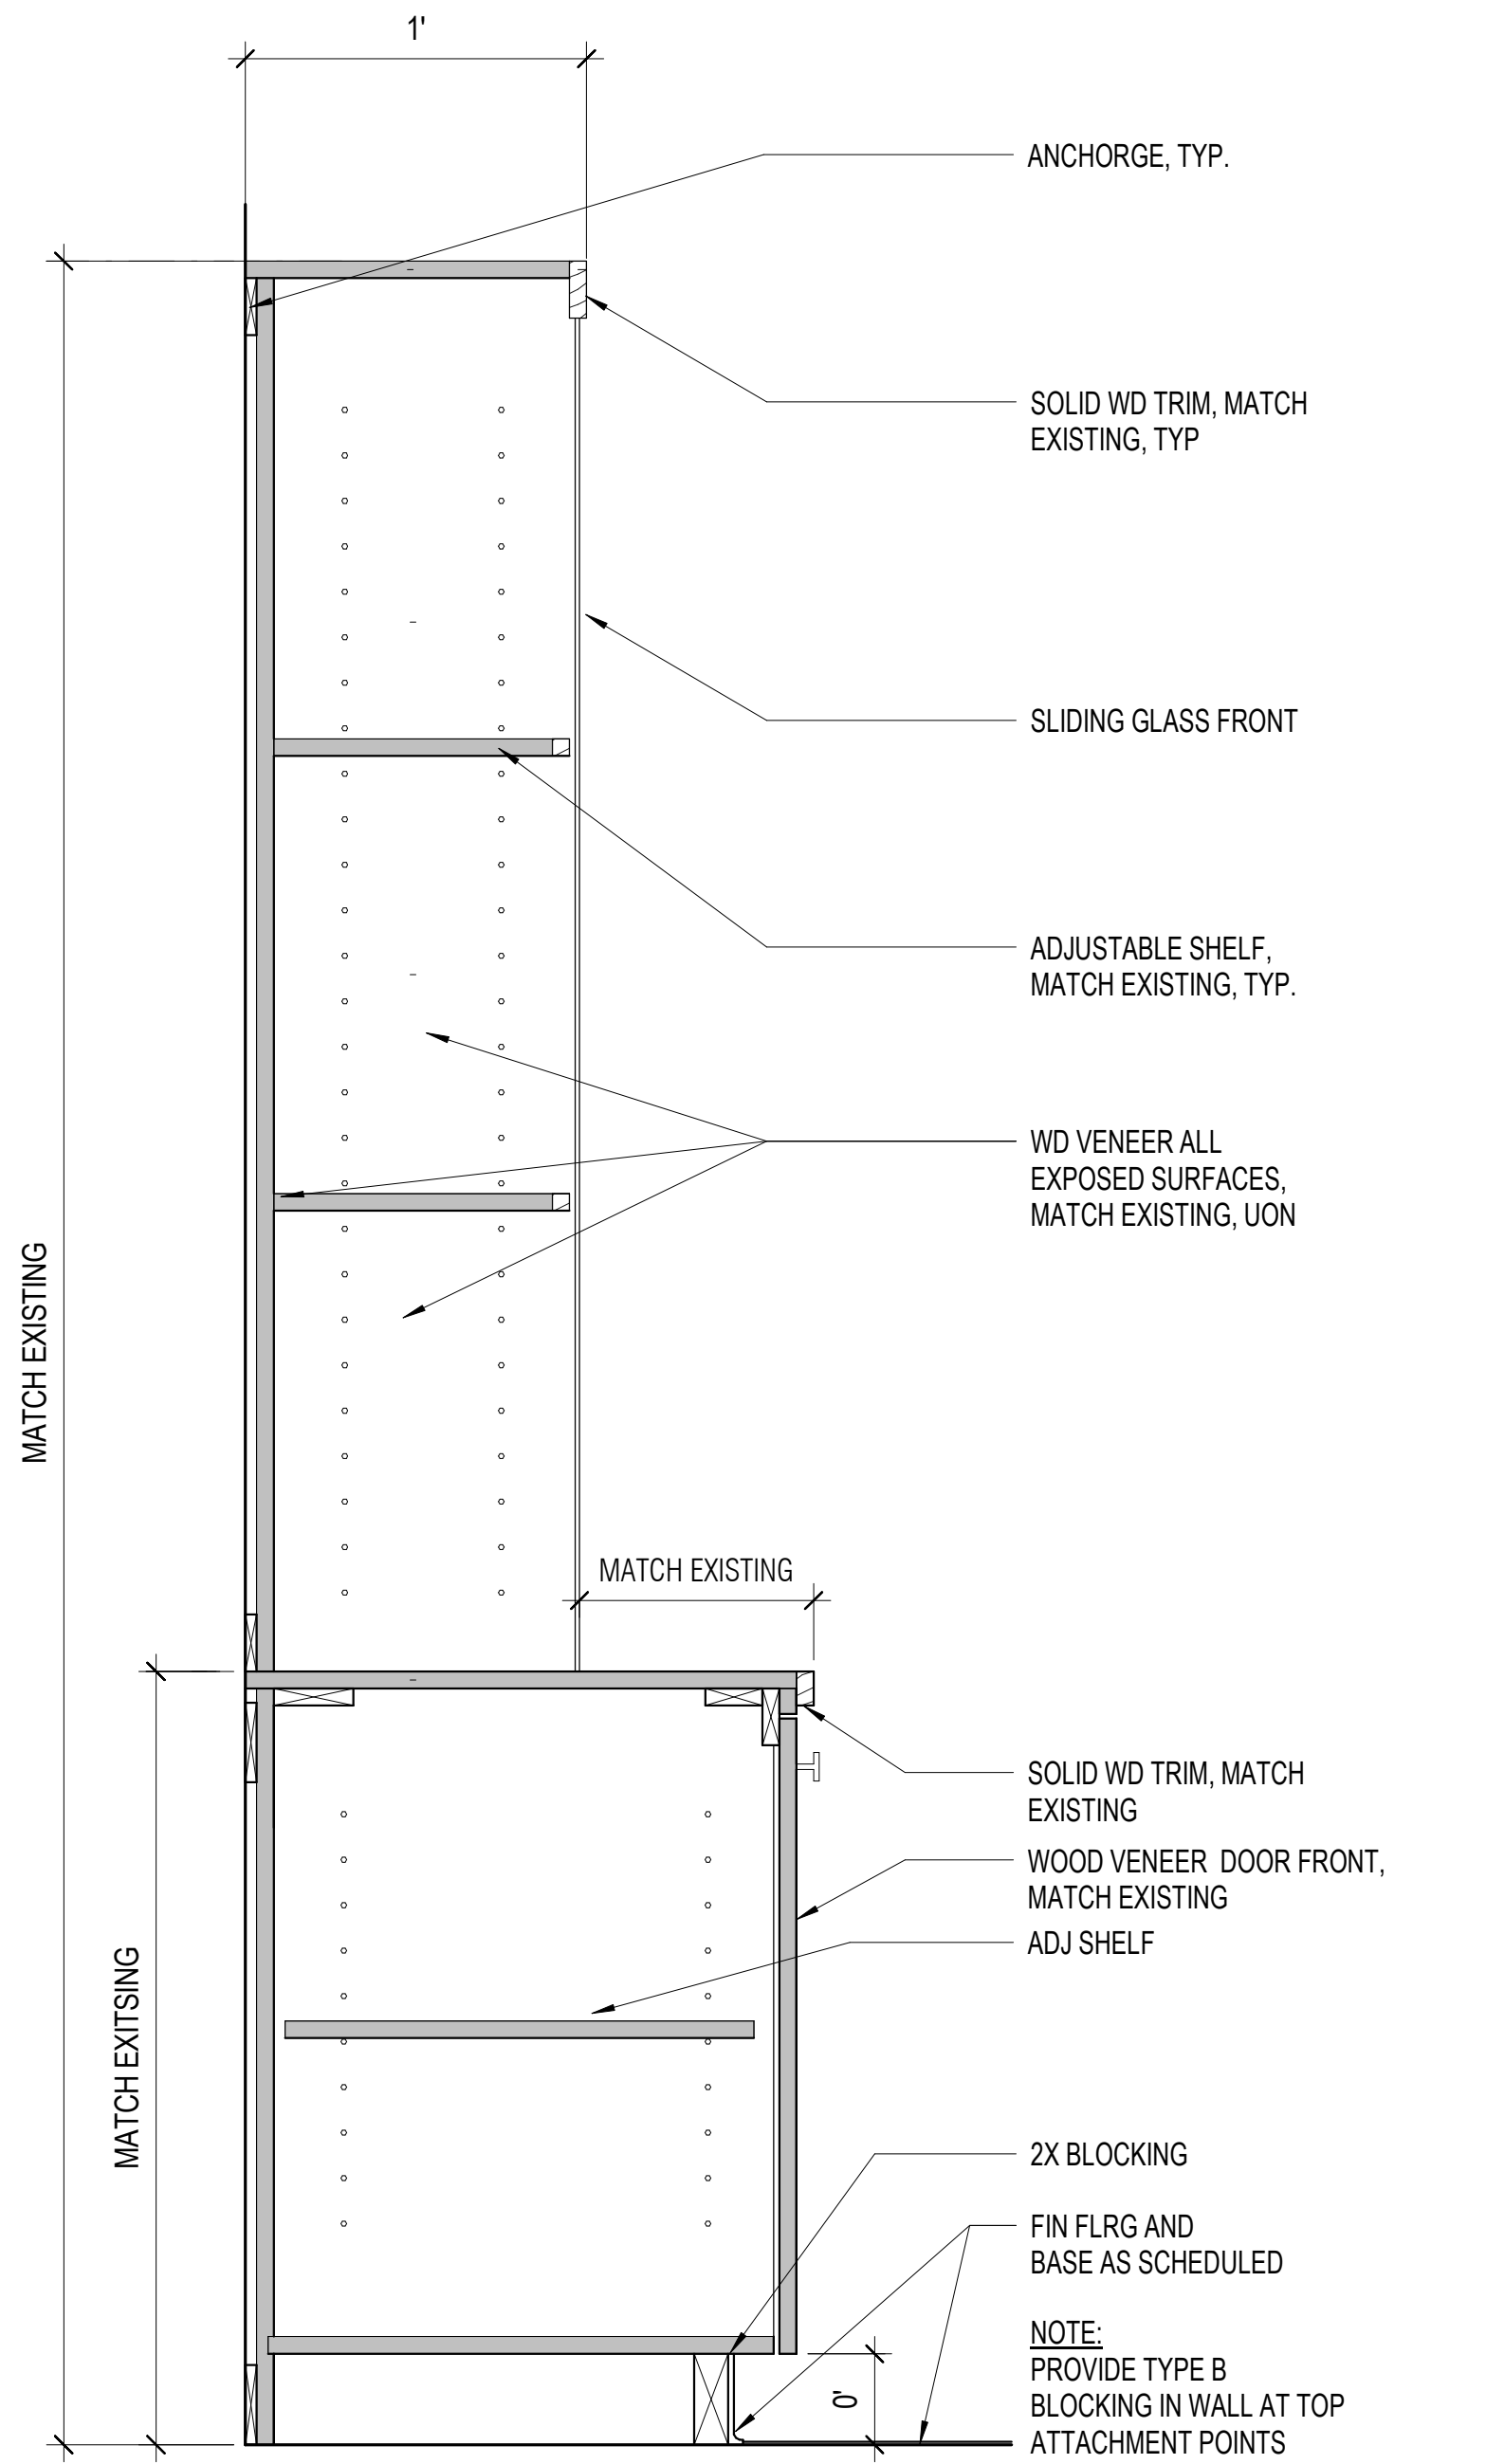 1'
ANCHORGE, TYP.
SOLID WD TRIM, MATCH
EXISTING, TYP
SLIDING GLASS FRONT
ADJUSTABLE SHELF,
MATCH EXISTING, TYP.
WD VENEER ALL
EXPOSED SURFACES,
MATCH EXISTING, UON
MATCH EXISTING
MATCH EXISTING
SOLID WD TRIM, MATCH
EXISTING
WOOD VENEER DOOR FRONT,
MATCH EXISTING
ADJ SHELF
MATCH EXITSING
2X BLOCKING
FIN FLRG AND
BASE AS SCHEDULED
0'
NOTE:
PROVIDE TYPE B
BLOCKING IN WALL AT TOP
ATTACHMENT POINTS